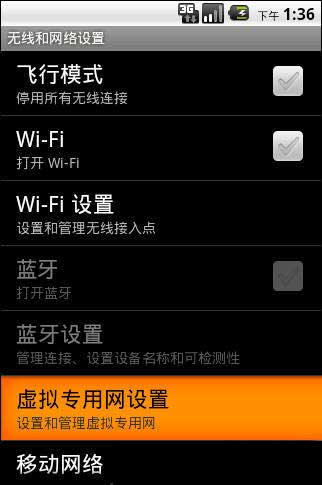 3G
下午 1:36
无线和网络设置
飞行模式
停用所有无线连接
Wi-Fi
打开 Wi-Fi
Wi-Fi 设置
设置和管理无线接入点
蓝牙
打开蓝牙
蓝牙设置
管理连接、设置设备名称和可检测性
虚拟专用网设置
设置和管理虚拟专用网
移动网络